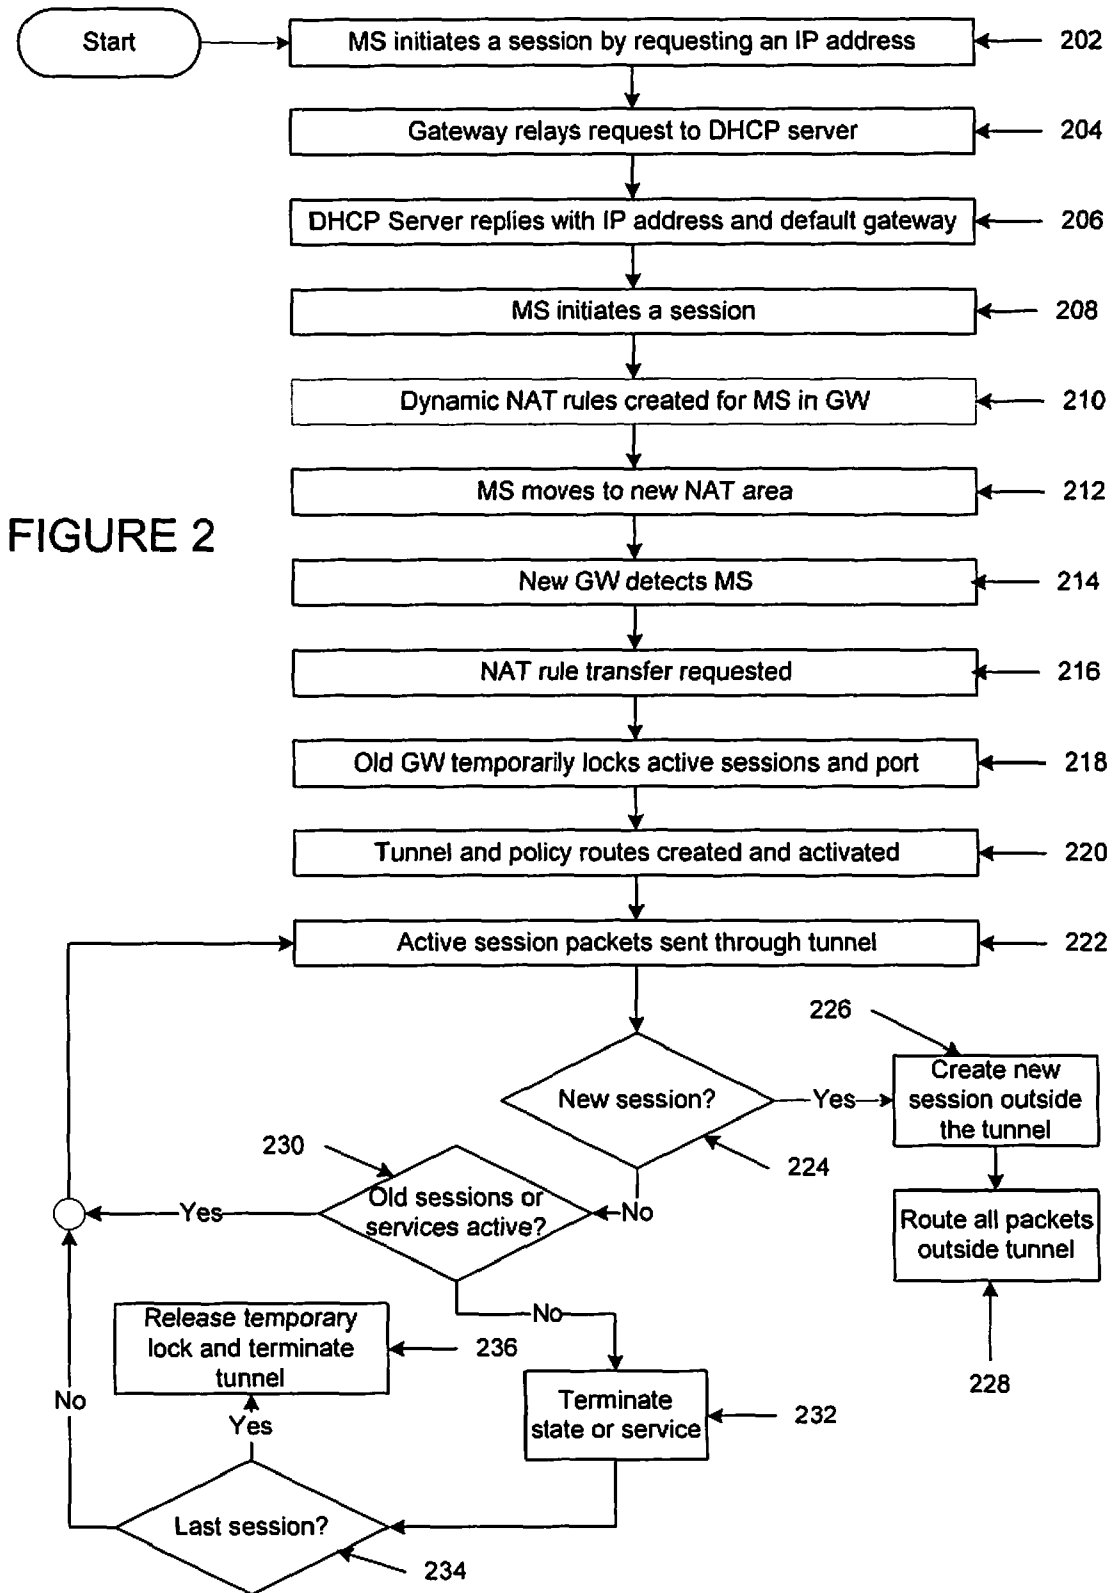 Start
MS initiates a session by requesting an IP address
202
Gateway relays request to DHCP server
204
DHCP Server replies with IP address and default gateway
206
MS initiates a session
208
Dynamic NAT rules created for MS in GW
210
MS moves to new NAT area
212
FIGURE 2
New GW detects MS
214
NAT rule transfer requested
216
Old GW temporarily locks active sessions and port
218
Tunnel and policy routes created and activated
220
Active session packets sent through tunnel
222
226
New session?
Yes
Create new
session outside
the tunnel
224
230
No
Old sessions or
services active?
Yes
Route all packets
outside tunnel
228
No
Release temporary
lock and terminate
tunnel
236
Terminate
state or service
232
No
Yes
Last session?
234